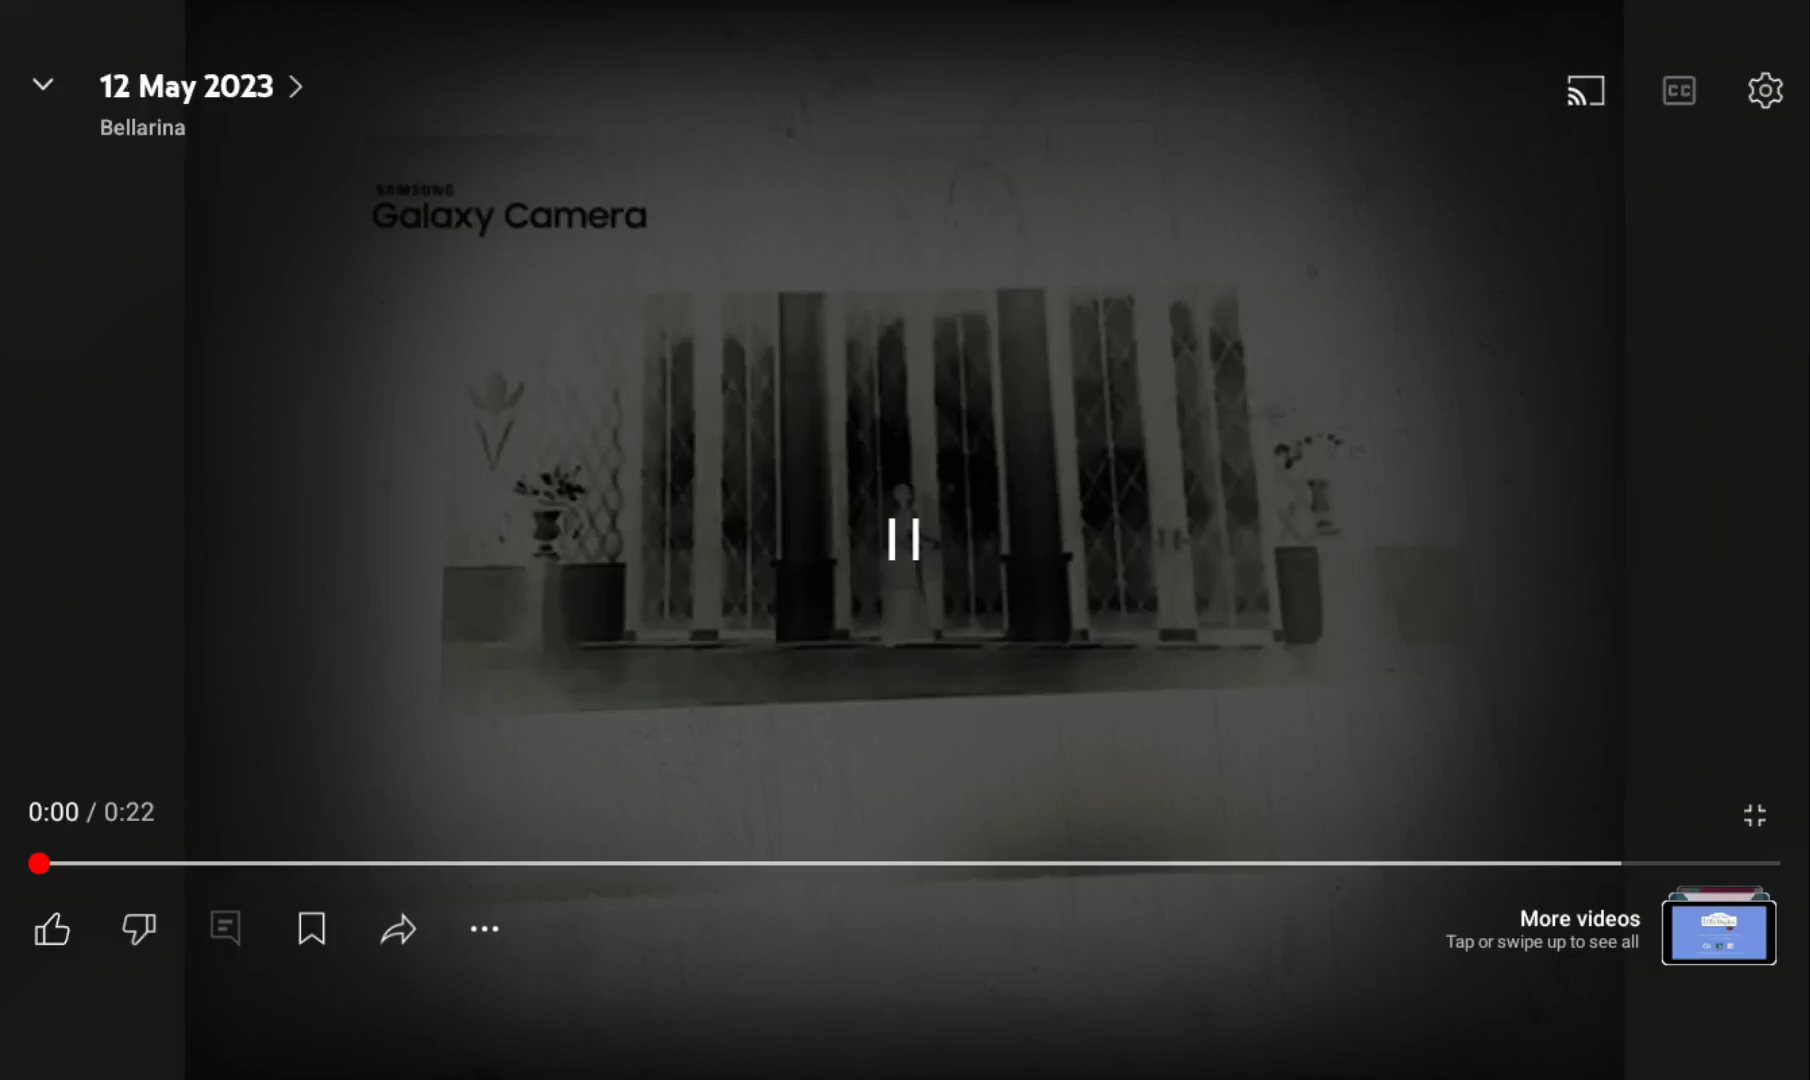 12 May 2023
Bellarina
CC
SAMSUNG
Galaxy Camera
0:00 / 0:22
More videos
Tap or swipe up to see all